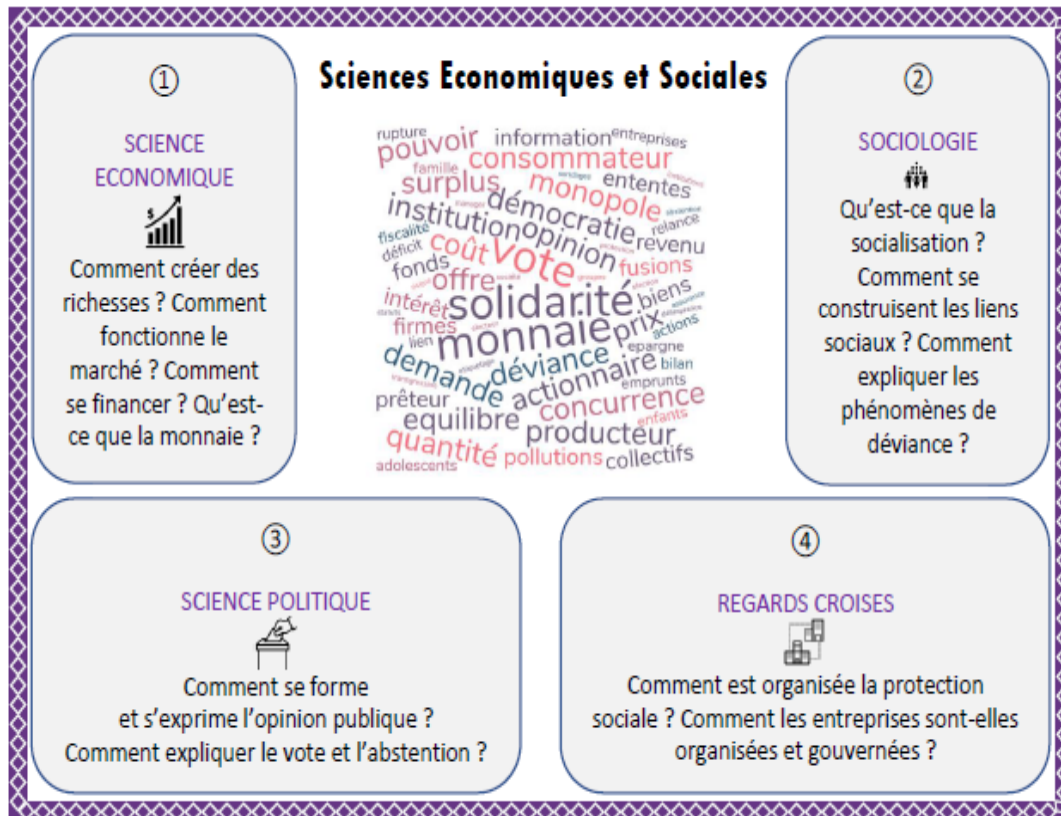 Sciences Economiques et Sociales
①
SCIENCE
ECONOMIQUE
$
Comment créer des
richesses ? Comment
fonctionne le
marché ? Comment
se financer ? Qu’est-
ce que la monnaie ?
rupture
pouvoir
information
entreprises
famille
consommateur
surplus
monopole
ententes
démocratie
institution
opinion
relance
fiscalité
déficit
coût
vote
revenu
fonds
offre
fusions
intérêt
solidarité
biens
firmes
monnaie
prix
actions
lien
demande
déviance
epargne
bilan
actionnaire
emprunts
prêteur
equilibre
concurrence
enfants
producteur
quantité
pollutions
collectifs
adolescents
②
SOCIOLOGIE
Qu’est-ce que la
socialisation ?
Comment se
construisent les liens
sociaux ? Comment
expliquer les
phénomènes de
déviance ?
③
SCIENCE POLITIQUE
Comment se forme
et s’exprime l’opinion publique ?
Comment expliquer le vote et l’abstention ?
④
REGARDS CROISES
Comment est organisée la protection
sociale ? Comment les entreprises sont-elles
organisées et gouvernées ?